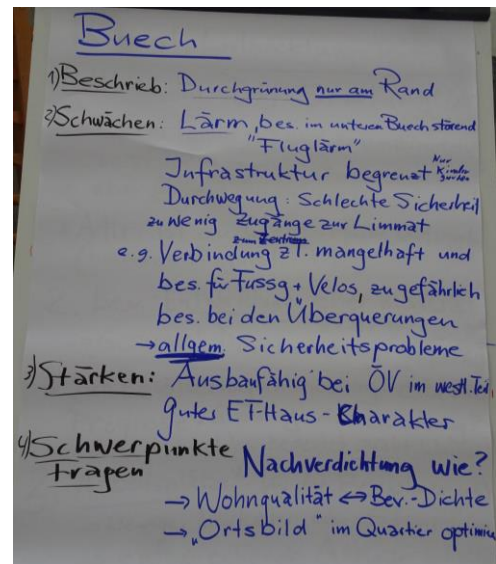 Buech
1) Beschrieb: Durchgrünung nur am Rand
2) Schwächen: Lärm, bes. im unteren Buech störend
"Fluglärm"
Infrastruktur begrenzt Nur Kinder
Durchwegung: Schlechte Sicherheit
zu wenig Zugänge zur Limmat
zum Zentrum
e.g. Verbindung z.T. mangelhaft und
bes. für Fussg + Velos, zu gefährlich
bes. bei den Überquerungen
→ allgem. Sicherheitsprobleme
3) Stärken: Ausbaufähig bei ÖV im westl. Teil,
guter EF-Haus-Charakter
4) Schwerpunkte
fragen
Nachverdichtung wie?
→ Wohnqualität ↔ Bev.-Dichte
→ "Ortsbild" im Quartier